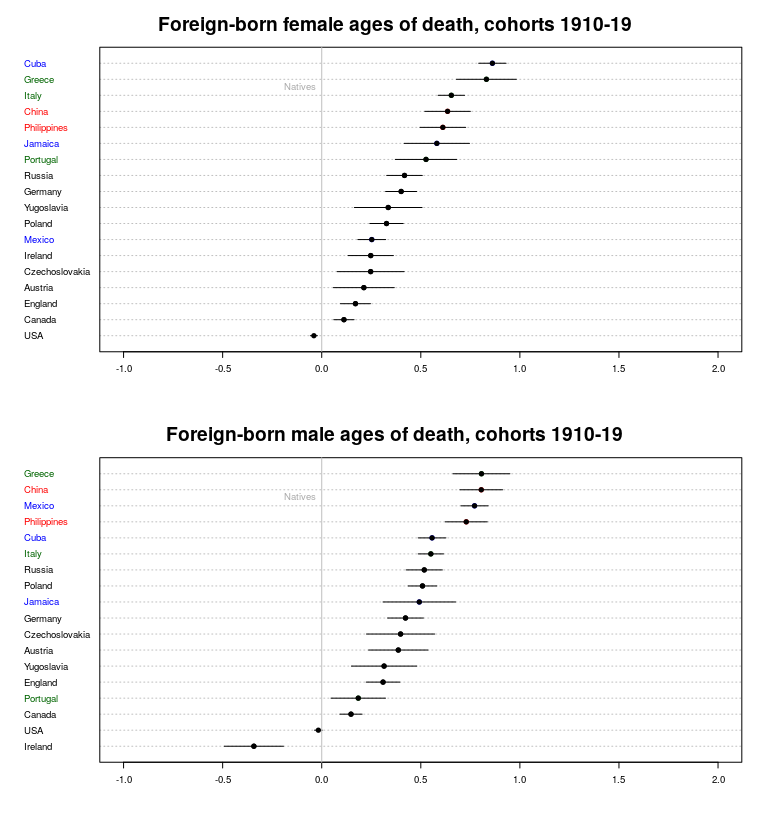 Foreign-born female ages of death, cohorts 1910-19
Cuba
Greece
Natives
Italy
China
Philippines
Jamaica
Portugal
Russia
Germany
Yugoslavia
Poland
Mexico
Ireland
Czechoslovakia
Austria
England
Canada
USA
-1.0 -0.5 0.0 0.5 1.0 1.5 2.0
Foreign-born male ages of death, cohorts 1910-19
Greece
China
Natives
Mexico
Philippines
Cuba
Italy
Russia
Poland
Jamaica
Germany
Czechoslovakia
Austria
Yugoslavia
England
Portugal
Canada
USA
Ireland
-1.0 -0.5 0.0 0.5 1.0 1.5 2.0